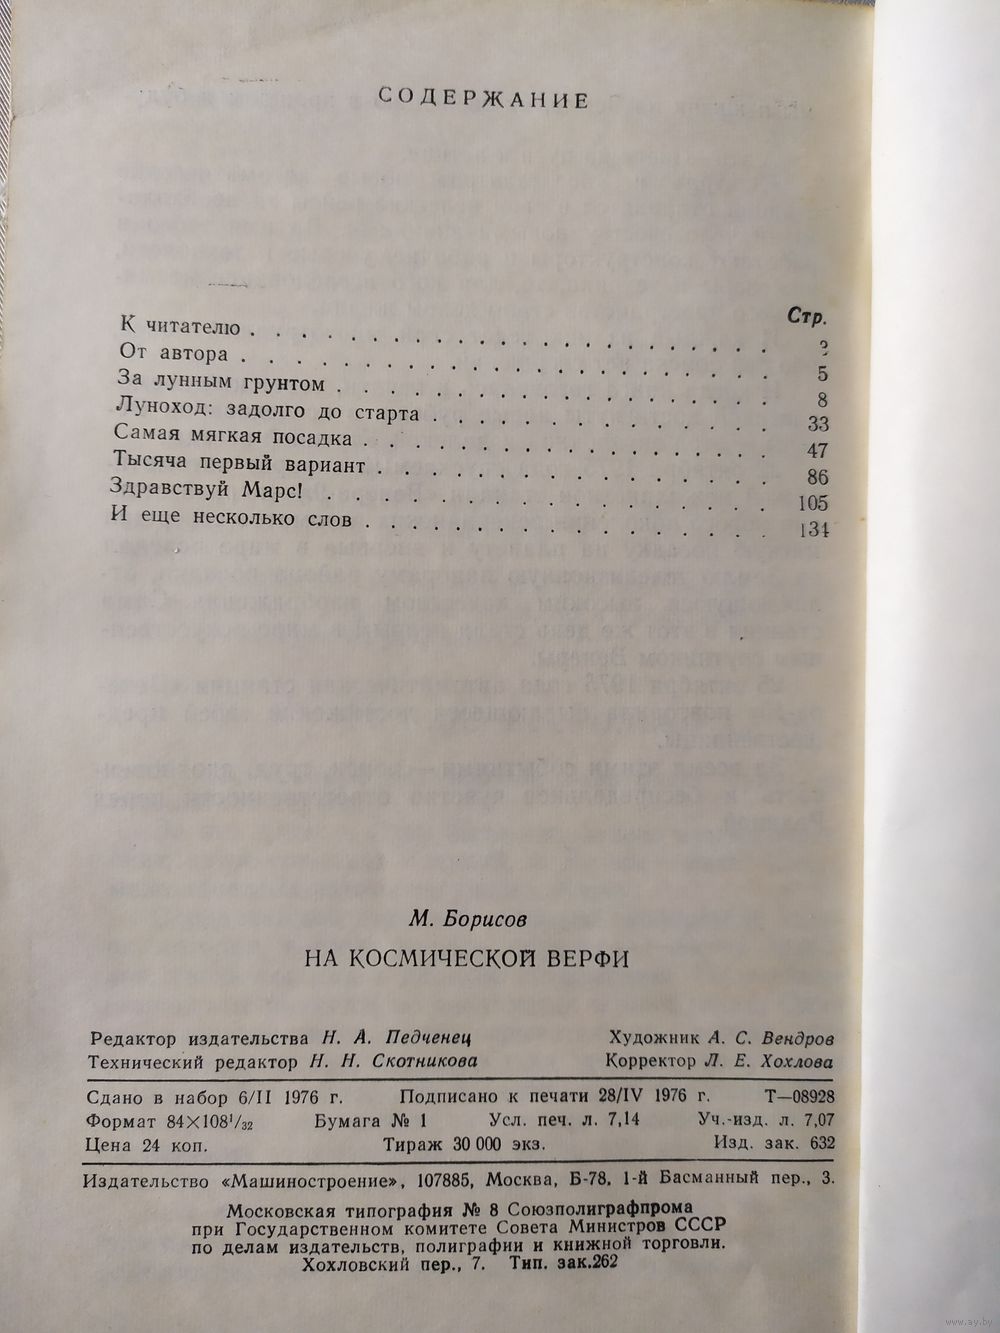 СОДЕРЖАНИЕ
Стр.
К читателю . . . . . . . . . . . . . . . . . . . .
От автора . . . . . . . . . . . . . . . . . . . . 5
За лунным грунтом . . . . . . . . . . . . . . . . 8
Луноход: задолго до старта . . . . . . . . . . . . 33
Самая мягкая посадка . . . . . . . . . . . . . . . 47
Тысяча первый вариант . . . . . . . . . . . . . . 86
Здравствуй Марс! . . . . . . . . . . . . . . . . . 105
И еще несколько слов . . . . . . . . . . . . . . . 134
М. Борисов
НА КОСМИЧЕСКОЙ ВЕРФИ
Редактор издательства Н. А. Педченец Художник А. С. Вендров
Технический редактор Н. Н. Скотникова Корректор Л. Е. Хохлова
Сдано в набор 6/II 1976 г. Подписано к печати 28/IV 1976 г. Т—08928
Формат 84×108¹/₃₂ Бумага № 1 Усл. печ. л. 7,14 Уч.-изд. л. 7,07
Цена 24 коп. Тираж 30 000 экз. Изд. зак. 632
Издательство «Машиностроение», 107885, Москва, Б-78, 1-й Басманный пер., 3.
Московская типография № 8 Союзполиграфпрома
при Государственном комитете Совета Министров СССР
по делам издательств, полиграфии и книжной торговли.
Хохловский пер., 7. Тип. зак.262
www.ay.by